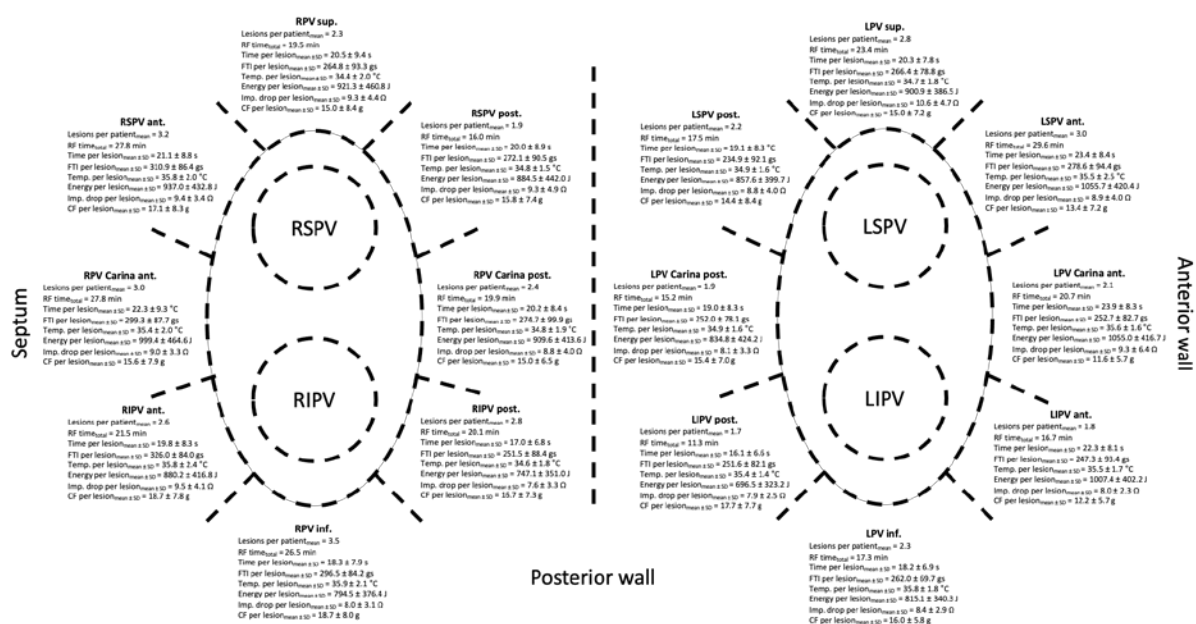 RPV sup.
Lesions per patientmean = 2.3
RF timetotal = 19.5 min
Time per lesionmean ± SD = 20.5 ± 9.4 s
FTI per lesionmean ± SD = 264.8 ± 93.3 gs
Temp. per lesionmean ± SD = 34.4 ± 2.0 °C
Energy per lesionmean ± SD = 921.3 ± 460.8 J
Imp. drop per lesionmean ± SD = 9.3 ± 4.4 Ω
CF per lesionmean ± SD = 15.0 ± 8.4 g
RSPV ant.
Lesions per patientmean = 3.2
RF timetotal = 27.8 min
Time per lesionmean ± SD = 21.1 ± 8.8 s
FTI per lesionmean ± SD = 310.9 ± 86.4 gs
Temp. per lesionmean ± SD = 35.8 ± 2.0 °C
Energy per lesionmean ± SD = 937.0 ± 432.8 J
Imp. drop per lesionmean ± SD = 9.4 ± 3.4 Ω
CF per lesionmean ± SD = 17.1 ± 8.3 g
RSPV post.
Lesions per patientmean = 1.9
RF timetotal = 16.0 min
Time per lesionmean ± SD = 20.0 ± 8.9 s
FTI per lesionmean ± SD = 272.1 ± 90.5 gs
Temp. per lesionmean ± SD = 34.8 ± 1.5 °C
Energy per lesionmean ± SD = 884.5 ± 442.0 J
Imp. drop per lesionmean ± SD = 9.3 ± 4.9 Ω
CF per lesionmean ± SD = 15.8 ± 7.4 g
RSPV
Septum
RPV Carina ant.
Lesions per patientmean = 3.0
RF timetotal = 27.8 min
Time per lesionmean ± SD = 22.3 ± 9.3 °C
FTI per lesionmean ± SD = 299.3 ± 87.7 gs
Temp. per lesionmean ± SD = 35.4 ± 2.0 °C
Energy per lesionmean ± SD = 999.4 ± 464.6 J
Imp. drop per lesionmean ± SD = 9.0 ± 3.3 Ω
CF per lesionmean ± SD = 15.6 ± 7.9 g
RPV Carina post.
Lesions per patientmean = 2.4
RF timetotal = 19.9 min
Time per lesionmean ± SD = 20.2 ± 8.4 s
FTI per lesionmean ± SD = 274.7 ± 99.9 gs
Temp. per lesionmean ± SD = 34.8 ± 1.9 °C
Energy per lesionmean ± SD = 909.6 ± 413.6 J
Imp. drop per lesionmean ± SD = 8.8 ± 4.0 Ω
CF per lesionmean ± SD = 15.0 ± 6.5 g
RIPV
RIPV ant.
Lesions per patientmean = 2.6
RF timetotal = 21.5 min
Time per lesionmean ± SD = 19.8 ± 8.3 s
FTI per lesionmean ± SD = 326.0 ± 84.0 gs
Temp. per lesionmean ± SD = 35.8 ± 2.4 °C
Energy per lesionmean ± SD = 880.2 ± 416.8 J
Imp. drop per lesionmean ± SD = 9.5 ± 4.1 Ω
CF per lesionmean ± SD = 18.7 ± 7.8 g
RIPV post.
Lesions per patientmean = 2.8
RF timetotal = 20.1 min
Time per lesionmean ± SD = 17.0 ± 6.8 s
FTI per lesionmean ± SD = 251.5 ± 88.4 gs
Temp. per lesionmean ± SD = 34.6 ± 1.8 °C
Energy per lesionmean ± SD = 747.1 ± 351.0 J
Imp. drop per lesionmean ± SD = 7.6 ± 3.3 Ω
CF per lesionmean ± SD = 16.7 ± 7.3 g
RPV inf.
Lesions per patientmean = 3.5
RF timetotal = 26.5 min
Time per lesionmean ± SD = 18.3 ± 7.9 s
FTI per lesionmean ± SD = 296.5 ± 84.2 gs
Temp. per lesionmean ± SD = 35.9 ± 2.1 °C
Energy per lesionmean ± SD = 794.5 ± 376.4 J
Imp. drop per lesionmean ± SD = 8.0 ± 3.1 Ω
CF per lesionmean ± SD = 18.7 ± 8.0 g
Posterior wall
LPV sup.
Lesions per patientmean = 2.8
RF timetotal = 23.4 min
Time per lesionmean ± SD = 20.3 ± 7.8 s
FTI per lesionmean ± SD = 266.4 ± 78.8 gs
Temp. per lesionmean ± SD = 34.7 ± 1.8 °C
Energy per lesionmean ± SD = 900.9 ± 386.5 J
Imp. drop per lesionmean ± SD = 10.6 ± 4.7 Ω
CF per lesionmean ± SD = 15.0 ± 7.2 g
LSPV post.
Lesions per patientmean = 2.2
RF timetotal = 17.5 min
Time per lesionmean ± SD = 19.1 ± 8.3 °C
FTI per lesionmean ± SD = 234.9 ± 92.1 gs
Temp. per lesionmean ± SD = 34.9 ± 1.6 °C
Energy per lesionmean ± SD = 857.6 ± 399.7 J
Imp. drop per lesionmean ± SD = 8.8 ± 4.0 Ω
CF per lesionmean ± SD = 14.4 ± 8.4 g
LSPV ant.
Lesions per patientmean = 3.0
RF timetotal = 29.6 min
Time per lesionmean ± SD = 23.4 ± 8.4 s
FTI per lesionmean ± SD = 278.6 ± 94.4 gs
Temp. per lesionmean ± SD = 35.5 ± 2.5 °C
Energy per lesionmean ± SD = 1055.7 ± 420.4 J
Imp. drop per lesionmean ± SD = 8.9 ± 4.0 Ω
CF per lesionmean ± SD = 13.4 ± 7.2 g
LSPV
LPV Carina post.
Lesions per patientmean = 1.9
RF timetotal = 15.2 min
Time per lesionmean ± SD = 19.0 ± 8.3 s
FTI per lesionmean ± SD = 252.0 ± 78.1 gs
Temp. per lesionmean ± SD = 34.9 ± 1.6 °C
Energy per lesionmean ± SD = 834.8 ± 424.2 J
Imp. drop per lesionmean ± SD = 8.1 ± 3.3 Ω
CF per lesionmean ± SD = 15.4 ± 7.0 g
LPV Carina ant.
Lesions per patientmean = 2.1
RF timetotal = 20.7 min
Time per lesionmean ± SD = 23.9 ± 8.3 s
FTI per lesionmean ± SD = 252.7 ± 82.7 gs
Temp. per lesionmean ± SD = 35.6 ± 1.6 °C
Energy per lesionmean ± SD = 1055.0 ± 416.7 J
Imp. drop per lesionmean ± SD = 9.3 ± 6.4 Ω
CF per lesionmean ± SD = 11.6 ± 5.7 g
Anterior wall
LIPV
LIPV post.
Lesions per patientmean = 1.7
RF timetotal = 11.3 min
Time per lesionmean ± SD = 16.1 ± 6.6 s
FTI per lesionmean ± SD = 251.6 ± 82.1 gs
Temp. per lesionmean ± SD = 35.4 ± 1.4 °C
Energy per lesionmean ± SD = 696.5 ± 323.2 J
Imp. drop per lesionmean ± SD = 7.9 ± 2.5 Ω
CF per lesionmean ± SD = 17.7 ± 7.7 g
LIPV ant.
Lesions per patientmean = 1.8
RF timetotal = 16.7 min
Time per lesionmean ± SD = 22.3 ± 8.1 s
FTI per lesionmean ± SD = 247.3 ± 93.4 gs
Temp. per lesionmean ± SD = 35.5 ± 1.7 °C
Energy per lesionmean ± SD = 1007.4 ± 402.2 J
Imp. drop per lesionmean ± SD = 8.0 ± 2.3 Ω
CF per lesionmean ± SD = 12.2 ± 5.7 g
LPV inf.
Lesions per patientmean = 2.3
RF timetotal = 17.3 min
Time per lesionmean ± SD = 18.2 ± 6.9 s
FTI per lesionmean ± SD = 262.0 ± 69.7 gs
Temp. per lesionmean ± SD = 35.8 ± 1.8 °C
Energy per lesionmean ± SD = 815.1 ± 340.3 J
Imp. drop per lesionmean ± SD = 8.4 ± 2.9 Ω
CF per lesionmean ± SD = 16.0 ± 5.8 g